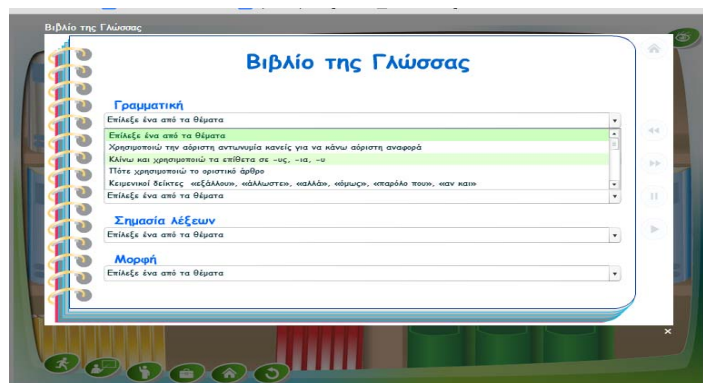 Βιβλίο της Γλώσσας
Βιβλίο της Γλώσσας
Γραμματική
Επίλεξε ένα από τα θέματα
Επίλεξε ένα από τα θέματα
Χρησιμοποιώ την αόριστη αντωνυμία κανείς για να κάνω αόριστη αναφορά
Κλίνω και χρησιμοποιώ τα επίθετα σε -υς, -ια, -υ
Πότε χρησιμοποιώ το οριστικό άρθρο
Κειμενικοί δείκτες «εξάλλου», «άλλωστε», «αλλά», «όμως», «παρόλο που», «αν και»
Επίλεξε ένα από τα θέματα
Σημασία λέξεων
Επίλεξε ένα από τα θέματα
Μορφή
Επίλεξε ένα από τα θέματα